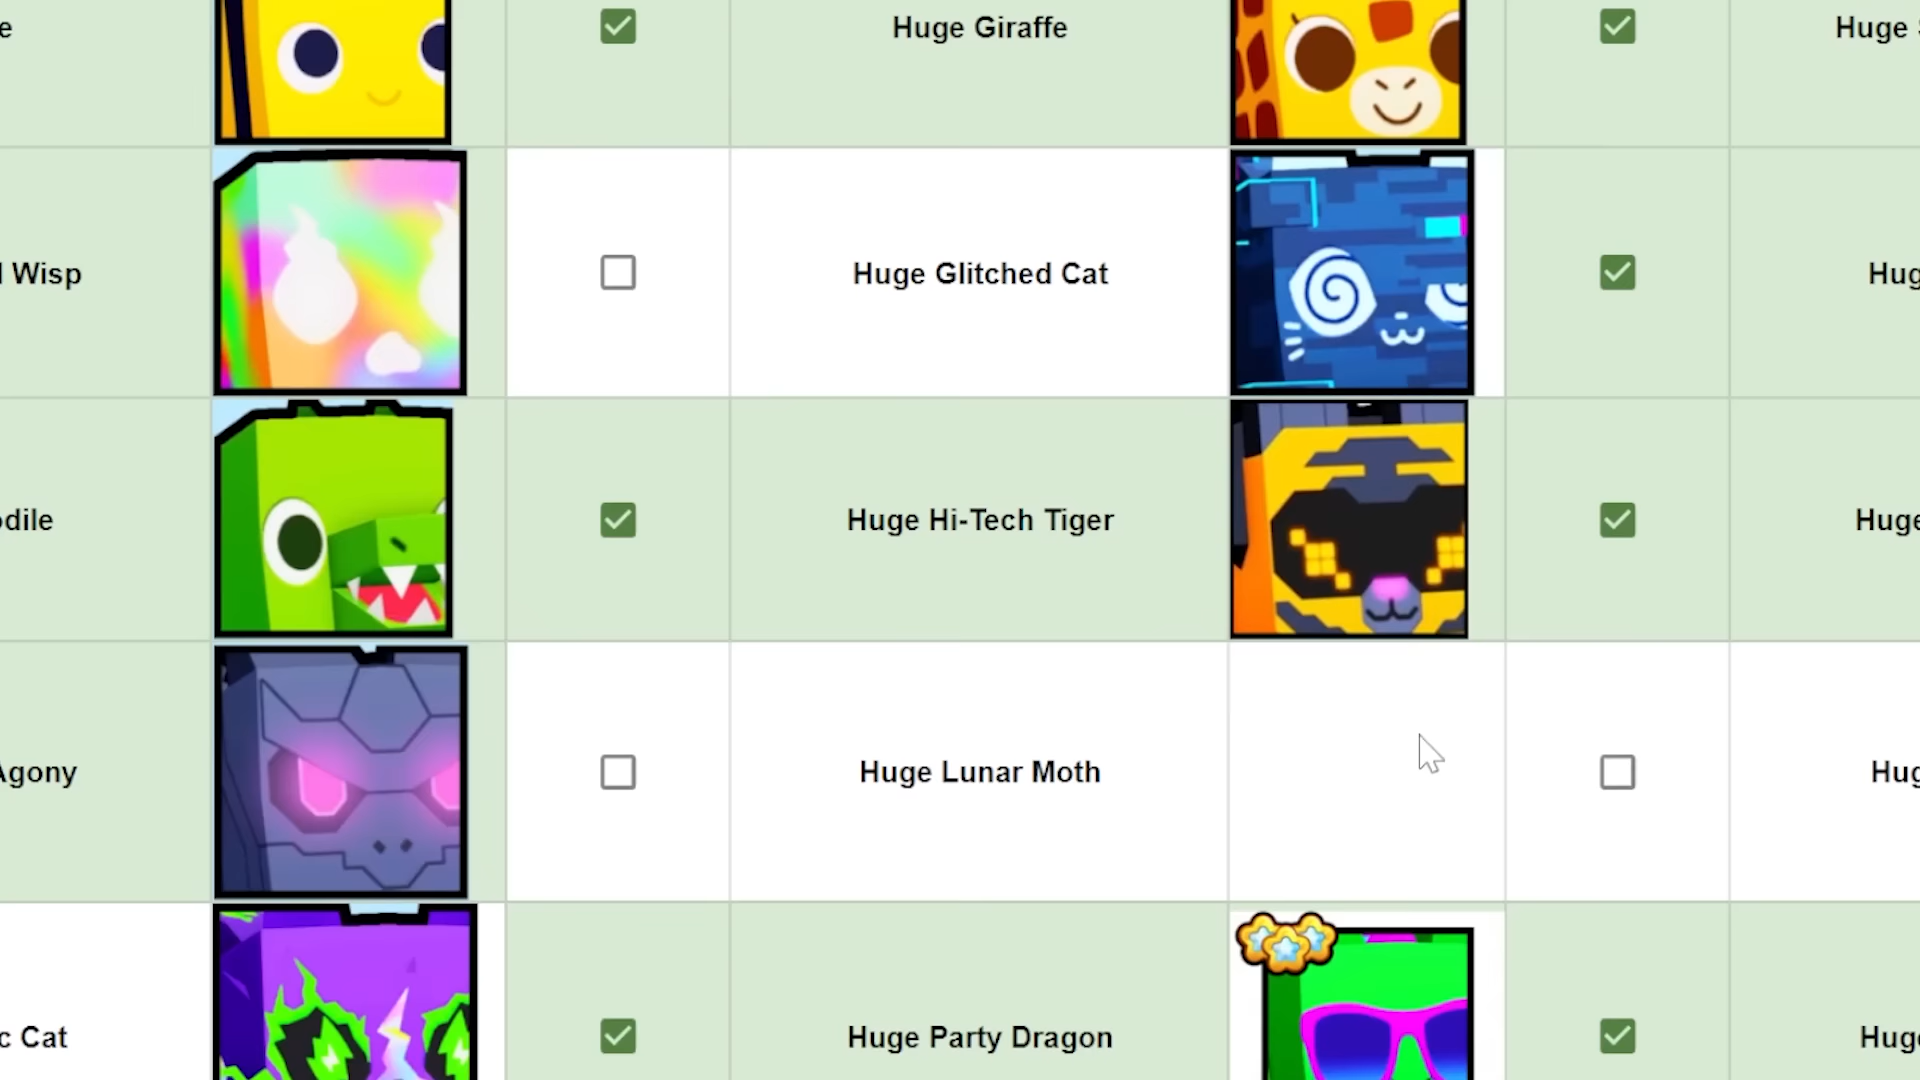 e Huge Giraffe Huge
Wisp Huge Glitched Cat Hug
odile Huge Hi-Tech Tiger Huge
Agony Huge Lunar Moth Hug
c Cat Huge Party Dragon Huge